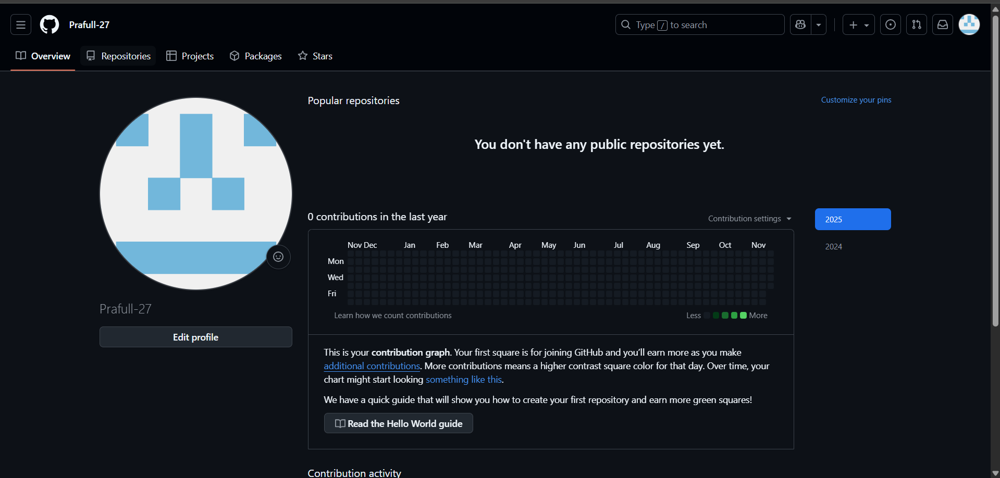 Prafull-27
Type / to search
Overview
Repositories
Projects
Packages
Stars
Popular repositories
Customize your pins
You don't have any public repositories yet.
0 contributions in the last year
Contribution settings
2025
2024
Nov Dec Jan Feb Mar Apr May Jun Jul Aug Sep Oct Nov
Mon
Wed
Fri
Learn how we count contributions
Less More
Prafull-27
Edit profile
This is your contribution graph. Your first square is for joining GitHub and you’ll earn more as you make
additional contributions. More contributions means a higher contrast square color for that day. Over time, your
chart might start looking something like this.
We have a quick guide that will show you how to create your first repository and earn more green squares!
Read the Hello World guide
Contribution activity